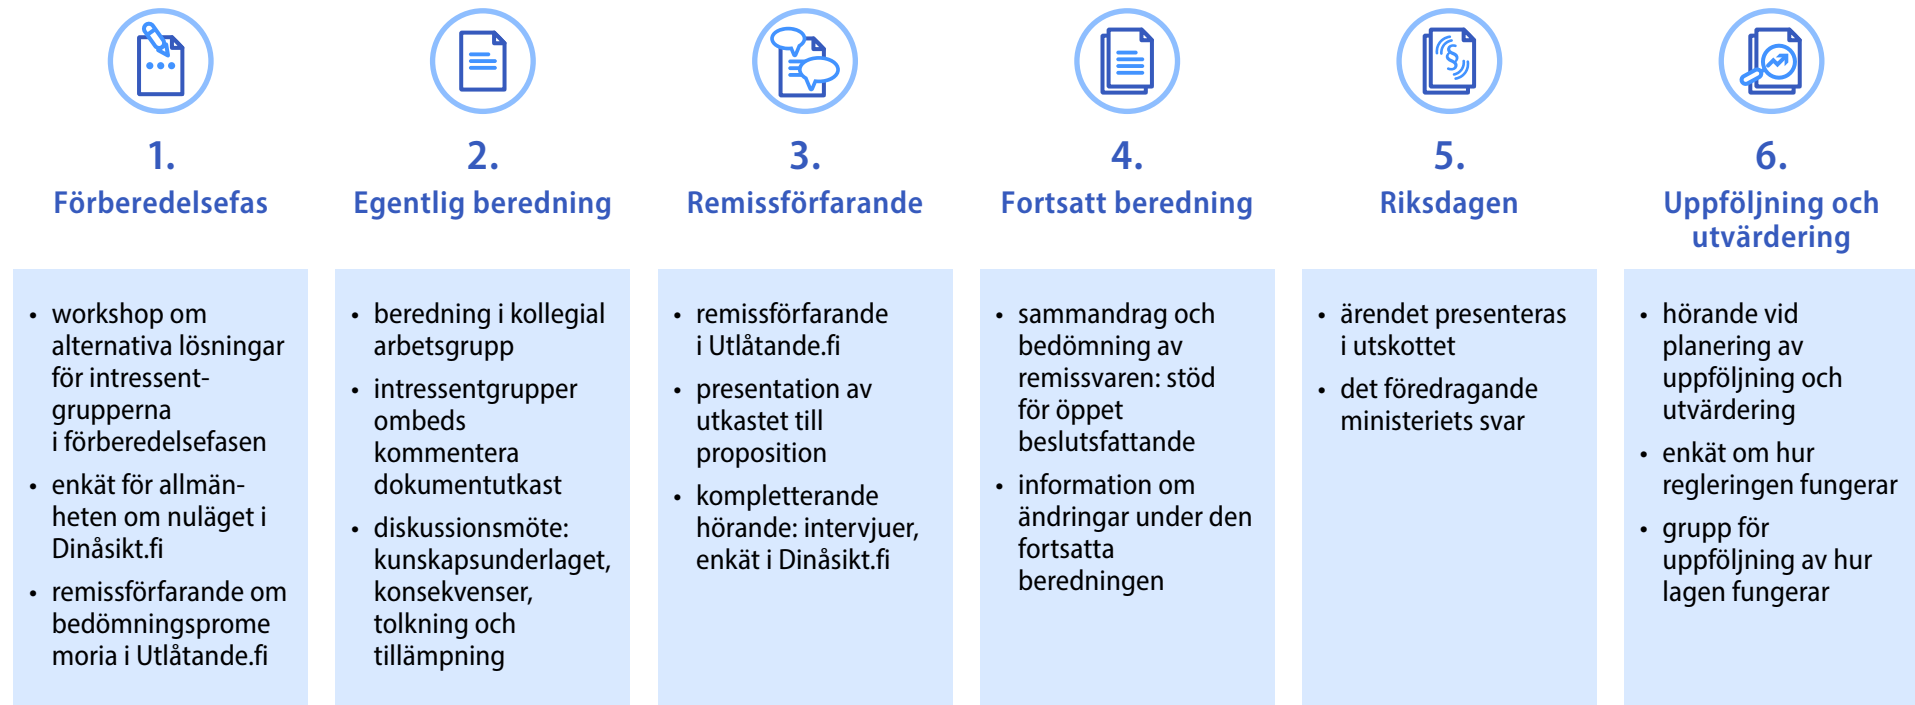 1.
Förberedelsefas
• workshop om
alternativa lösningar
för intressent-
grupperna
i förberedelsefasen
• enkät för allmän-
heten om nuläget i
Dinåsikt.fi
• remissförfarande om
bedömningsprome
moria i Utlåtande.fi
2.
Egentlig beredning
• beredning i kollegial
arbetsgrupp
• intressentgrupper
ombeds
kommentera
dokumentutkast
• diskussionsmöte:
kunskapsunderlaget,
konsekvenser,
tolkning och
tillämpning
3.
Remissförfarande
• remissförfarande
i Utlåtande.fi
• presentation av
utkastet till
proposition
• kompletterande
hörande: intervjuer,
enkät i Dinåsikt.fi
4.
Fortsatt beredning
• sammandrag och
bedömning av
remissvaren: stöd
för öppet
beslutsfattande
• information om
ändringar under den
fortsatta
beredningen
§
5.
Riksdagen
• ärendet presenteras
i utskottet
• det föredragande
ministeriets svar
6.
Uppföljning och
utvärdering
• hörande vid
planering av
uppföljning och
utvärdering
• enkät om hur
regleringen fungerar
• grupp för
uppföljning av hur
lagen fungerar